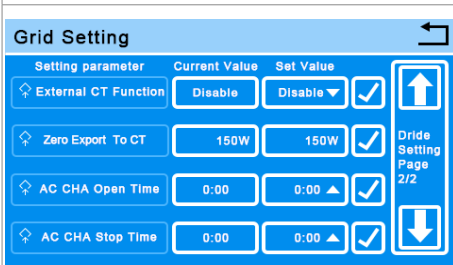 Grid Setting
Setting parameter Current Value Set Value
External CT Function Disable Disable
Zero Export To CT 150W 150W
AC CHA Open Time 0:00 0:00
AC CHA Stop Time 0:00 0:00
Dride
Setting
Page
2/2